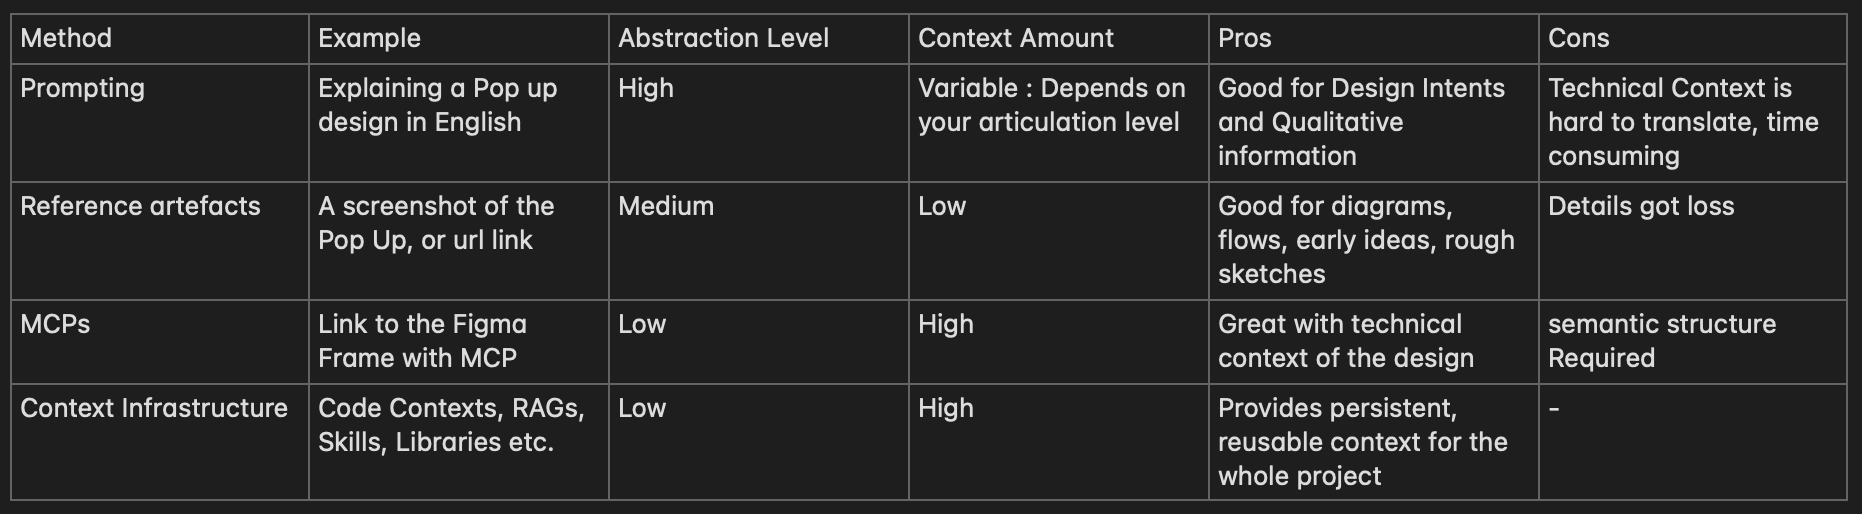 Method
Example
Abstraction Level
Context Amount
Pros
Cons
Prompting
Explaining a Pop up
design in English
High
Variable : Depends on
your articulation level
Good for Design Intents
and Qualitative
information
Technical Context is
hard to translate, time
consuming
Reference artefacts
A screenshot of the
Pop Up, or url link
Medium
Low
Good for diagrams,
flows, early ideas, rough
sketches
Details got loss
MCPs
Link to the Figma
Frame with MCP
Low
High
Great with technical
context of the design
semantic structure
Required
Context Infrastructure
Code Contexts, RAGs,
Skills, Libraries etc.
Low
High
Provides persistent,
reusable context for the
whole project
-